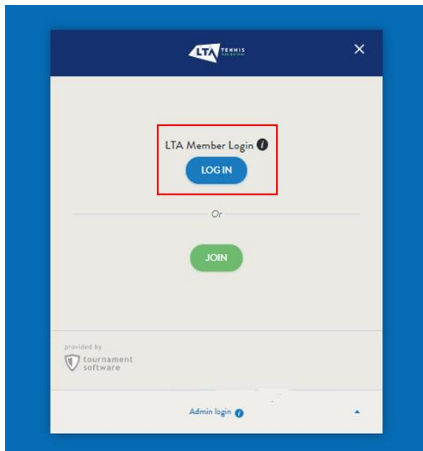 LTA TENNIS
LTA Member Login i
LOG IN
Or
JOIN
provided by
tournament
software
Admin login i